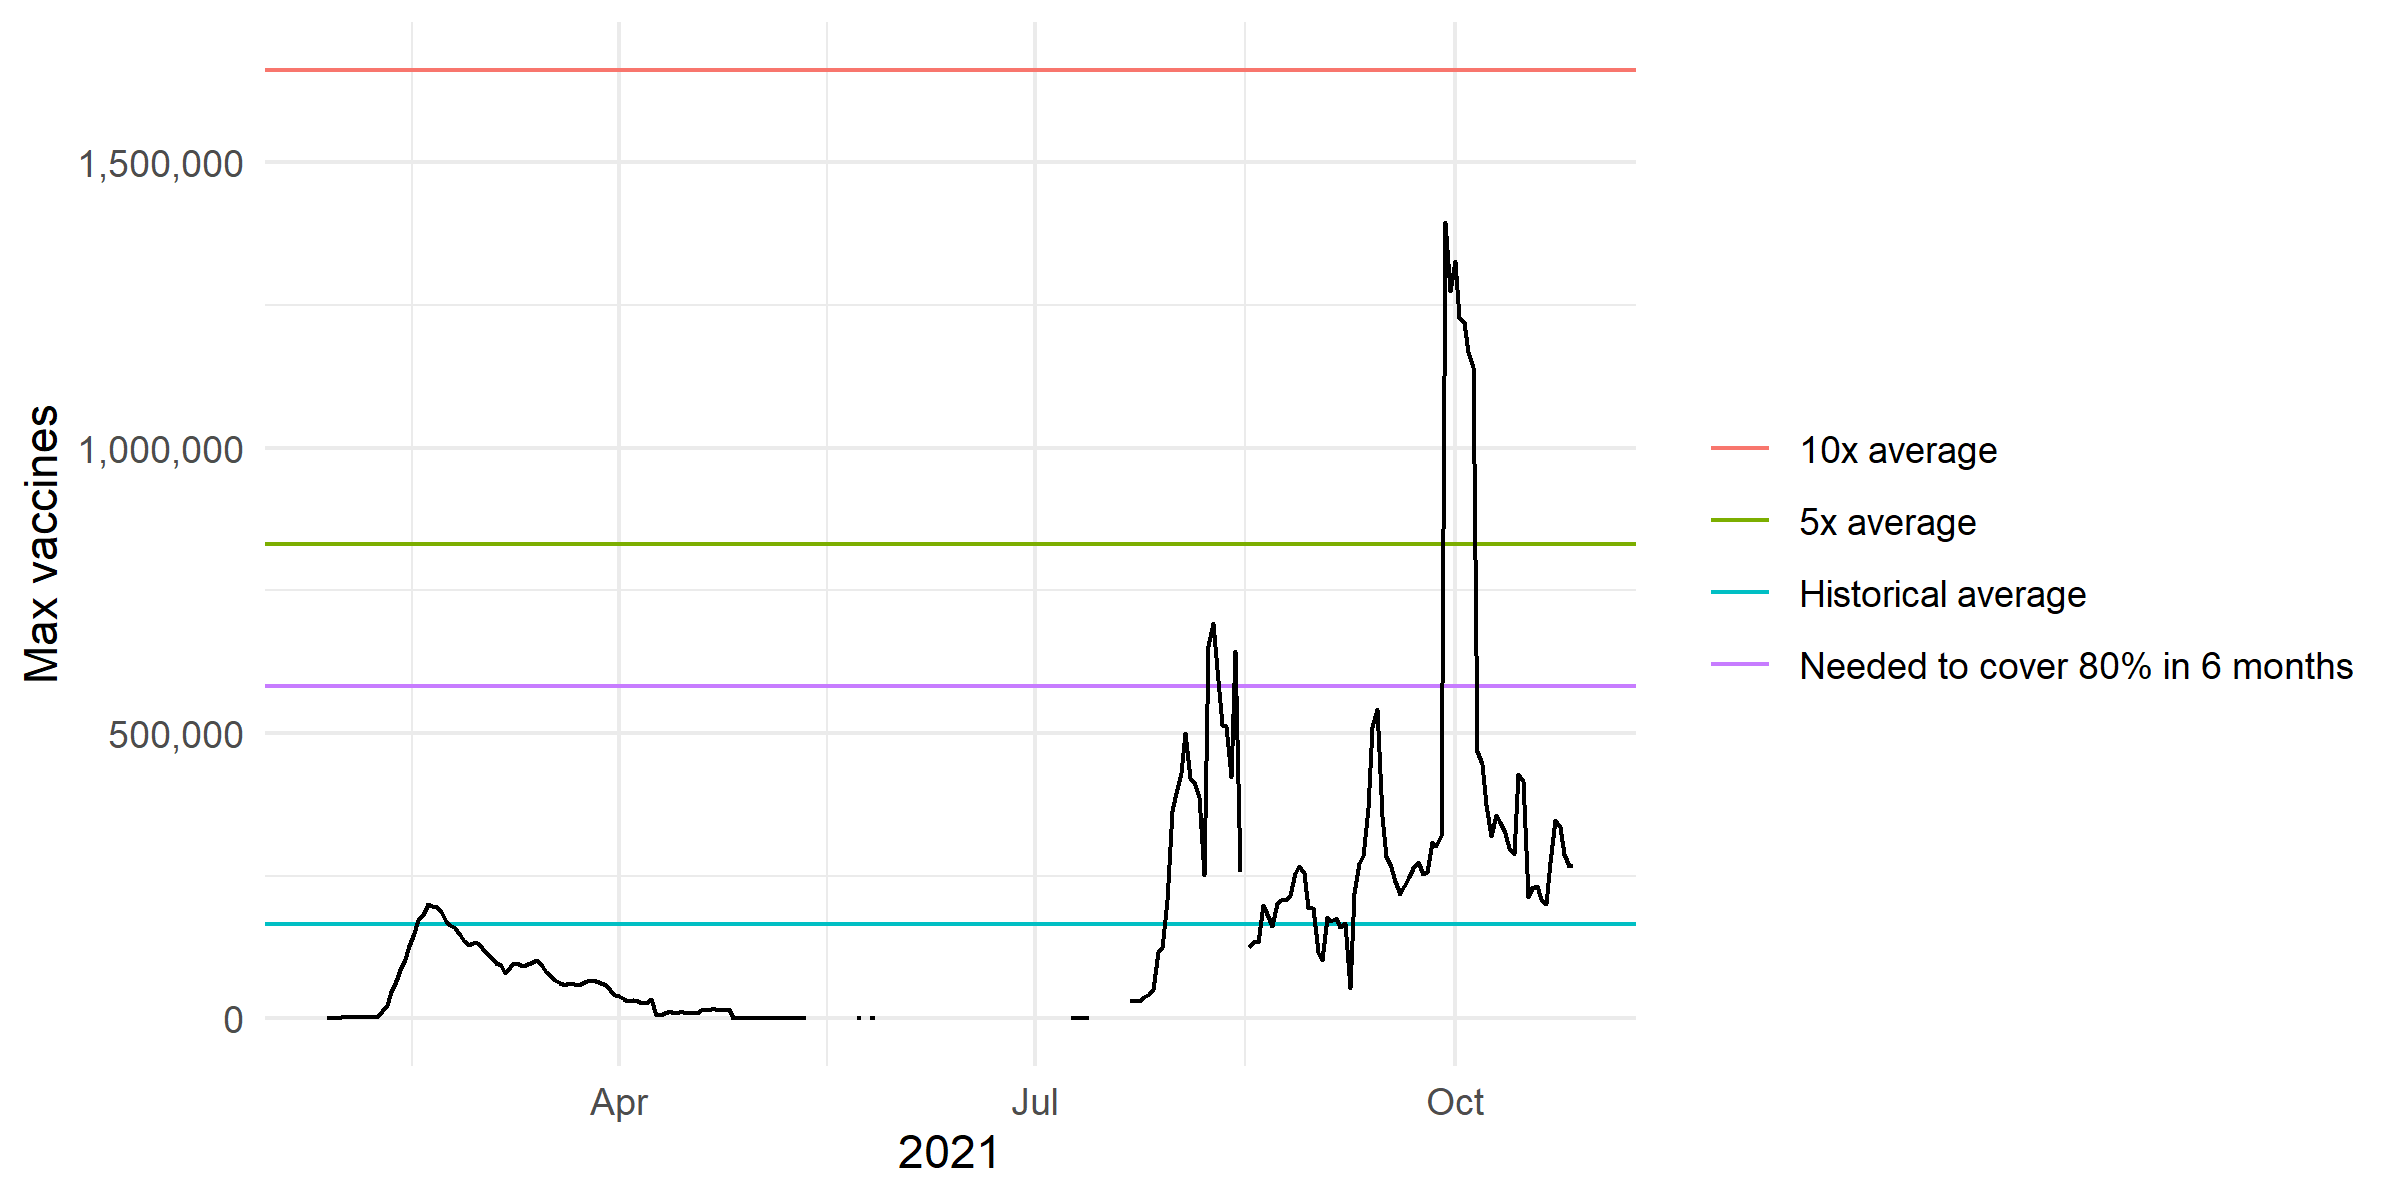 Max vaccines
1,500,000
1,000,000
500,000
0
Apr
Jul
Oct
2021
10x average
5x average
Historical average
Needed to cover 80% in 6 months